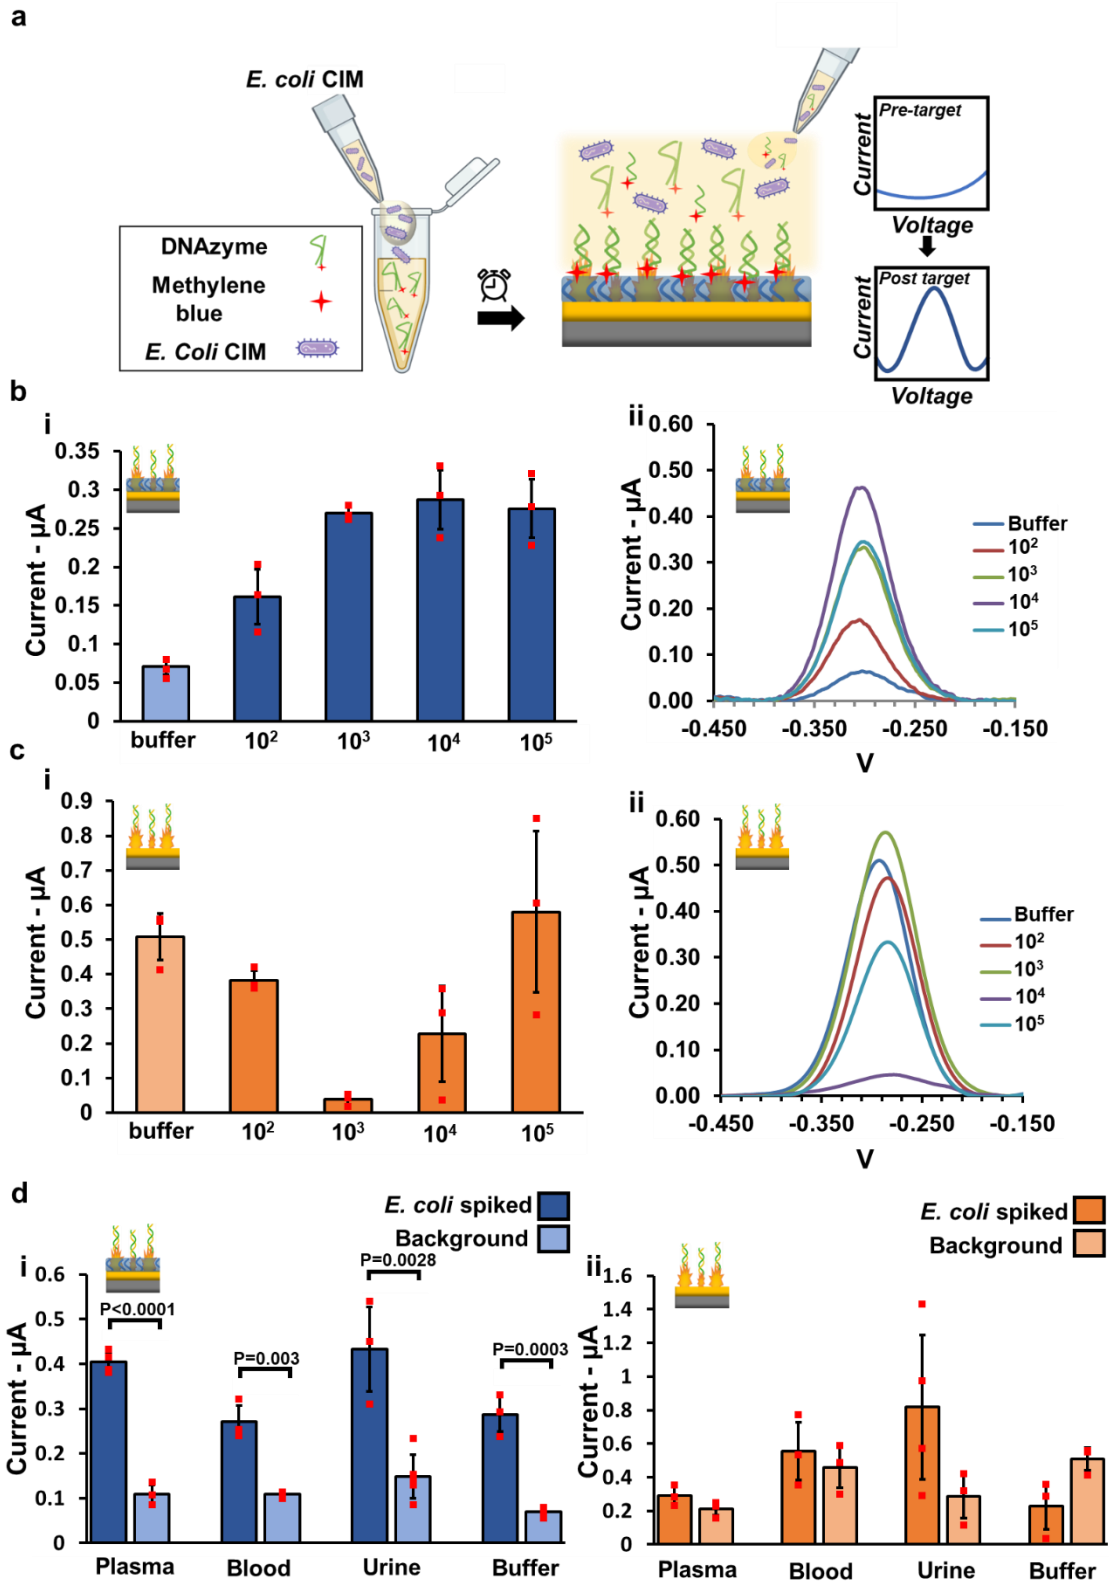 a
E. coli CIM
DNAzyme
Methylene
blue
E. Coli CIM
Pre-target
Current
Voltage
Post target
Current
Voltage
b
i
Current - µA
0.35
0.3
0.25
0.2
0.15
0.1
0.05
0
buffer 10² 10³ 10⁴ 10⁵
ii
Current - µA
0.60
0.50
0.40
0.30
0.20
0.10
0.00
-0.450 -0.350 -0.250 -0.150
V
Buffer
10²
10³
10⁴
10⁵
c
i
Current - µA
0.9
0.8
0.7
0.6
0.5
0.4
0.3
0.2
0.1
0
buffer 10² 10³ 10⁴ 10⁵
ii
Current - µA
0.60
0.50
0.40
0.30
0.20
0.10
0.00
-0.450 -0.350 -0.250 -0.150
V
Buffer
10²
10³
10⁴
10⁵
d
E. coli spiked
Background
i
Current - µA
0.6
0.5
0.4
0.3
0.2
0.1
0
P<0.0001
P=0.003
P=0.0028
P=0.0003
Plasma Blood Urine Buffer
E. coli spiked
Background
ii
Current - µA
1.6
1.4
1.2
1
0.8
0.6
0.4
0.2
0
Plasma Blood Urine Buffer